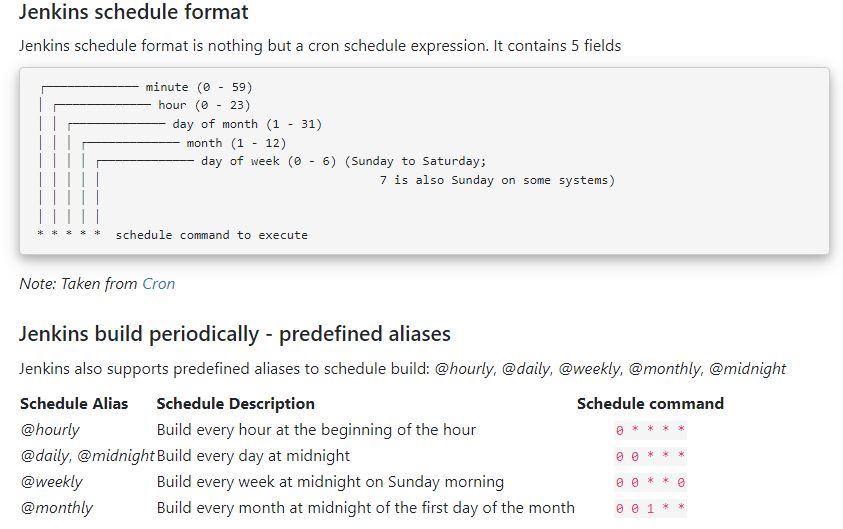 Jenkins schedule format
Jenkins schedule format is nothing but a cron schedule expression. It contains 5 fields
minute (0 - 59)
hour (0 - 23)
day of month (1 - 31)
month (1 - 12)
day of week (0 - 6) (Sunday to Saturday;
7 is also Sunday on some systems)
* * * * * schedule command to execute
Note: Taken from Cron
Jenkins build periodically - predefined aliases
Jenkins also supports predefined aliases to schedule build: @hourly, @daily, @weekly, @monthly, @midnight
Schedule Alias Schedule Description Schedule command
@hourly Build every hour at the beginning of the hour 0 * * * *
@daily, @midnight Build every day at midnight 0 0 * * *
@weekly Build every week at midnight on Sunday morning 0 0 * * 0
@monthly Build every month at midnight of the first day of the month 0 0 1 * *